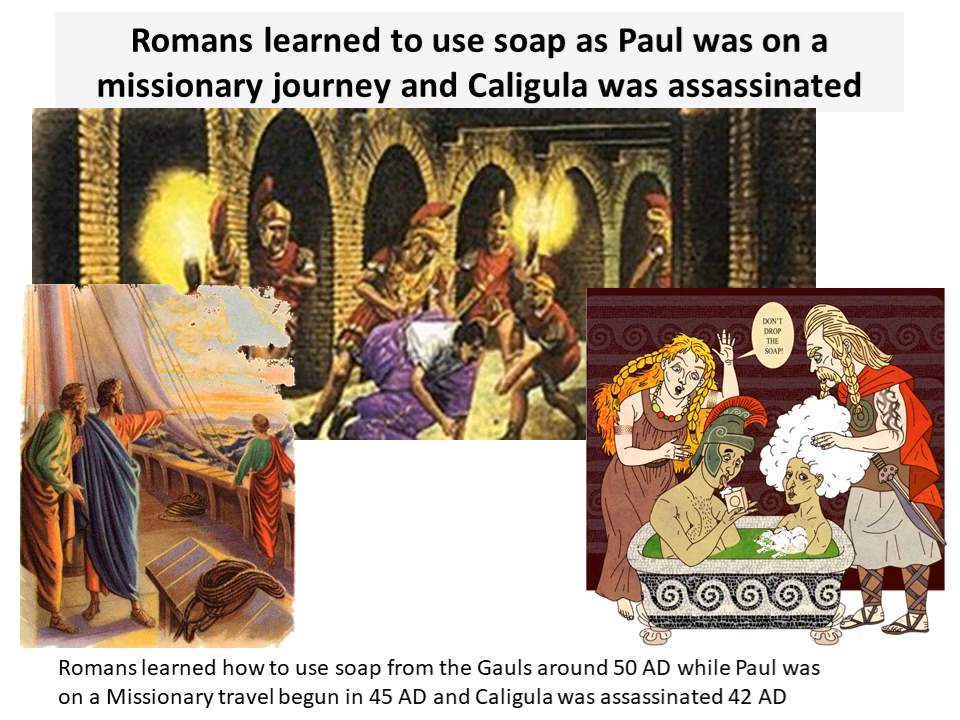 Romans learned to use soap as Paul was on a
missionary journey and Caligula was assassinated
DON'T
DROP
THE
SOAP!
Romans learned how to use soap from the Gauls around 50 AD while Paul was
on a Missionary travel begun in 45 AD and Caligula was assassinated 42 AD